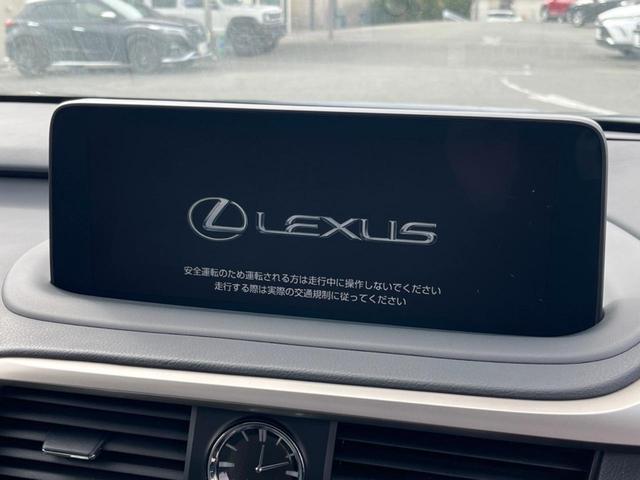 LEXUS
安全運転のため運転される方は走行中に操作しないでください
走行する際は実際の交通規制に従ってください